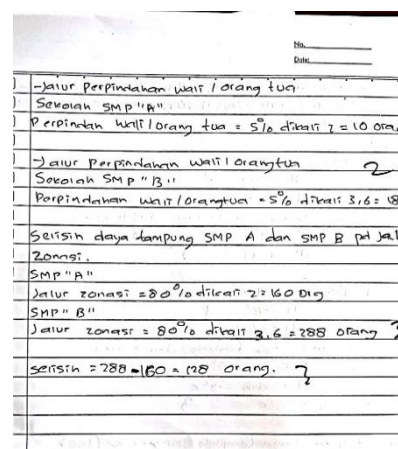 No.
Date
-Jalur perpindahan wali / orang tua
Sekolah SMP "A"
Perpindan wali / orang tua = 5% dikali 2 = 10 ora
-Jalur perpindahan wali / orangtua 2
Sekolah SMP "B"
Perpindahan wali / orangtua = 5% dikali 3,6 = 18
Selisih daya tampung SMP A dan SMP B pd jal
zonasi.
SMP "A"
Jalur zonasi = 80% dikali 2 = 160 org
SMP "B"
Jalur zonasi = 80% dikali 3,6 = 288 orang
selisih = 288 - 160 = 128 orang.